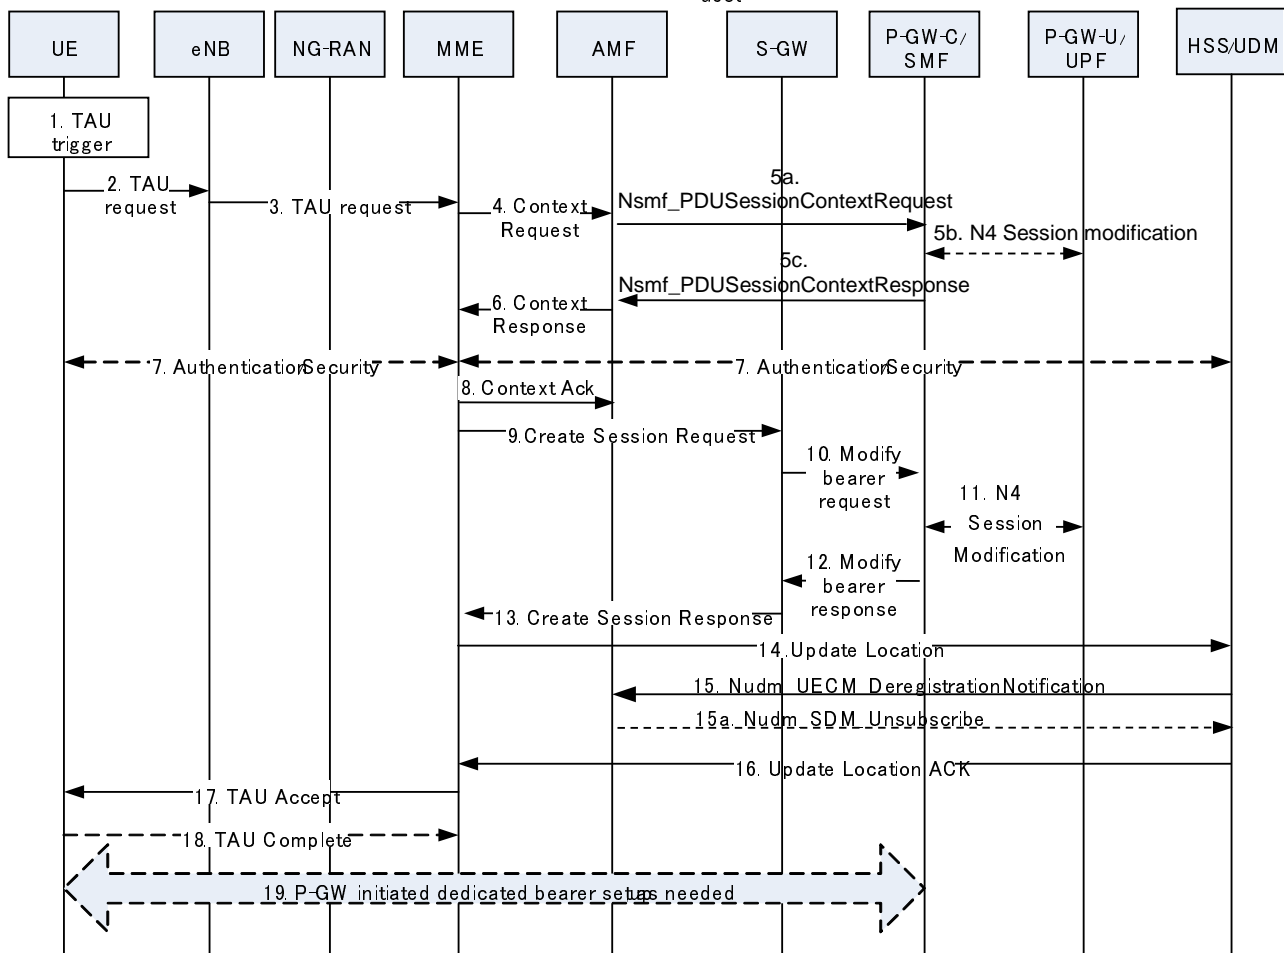 UE
eNB
NG-RAN
MME
AMF
S-GW
P-GW-C/
SMF
P-GW-U/
UPF
HSS/UDM
1. TAU
trigger
2. TAU
request
3. TAU request
4. Context
Request
5a.
Nsmf_PDUSessionContextRequest
5b. N4 Session modification
5c.
Nsmf_PDUSessionContextResponse
6. Context
Response
7. Authentication/Security
7. Authentication/Security
8. Context Ack
9.Create Session Request
10. Modify
bearer
request
11. N4
Session
Modification
12. Modify
bearer
response
13. Create Session Response
14.Update Location
15. Nudm_UECM_DeregistrationNotification
15a. Nudm_SDM_Unsubscribe
16. Update Location ACK
17. TAU Accept
18. TAU Complete
19. P-GW initiated dedicated bearer setup as needed